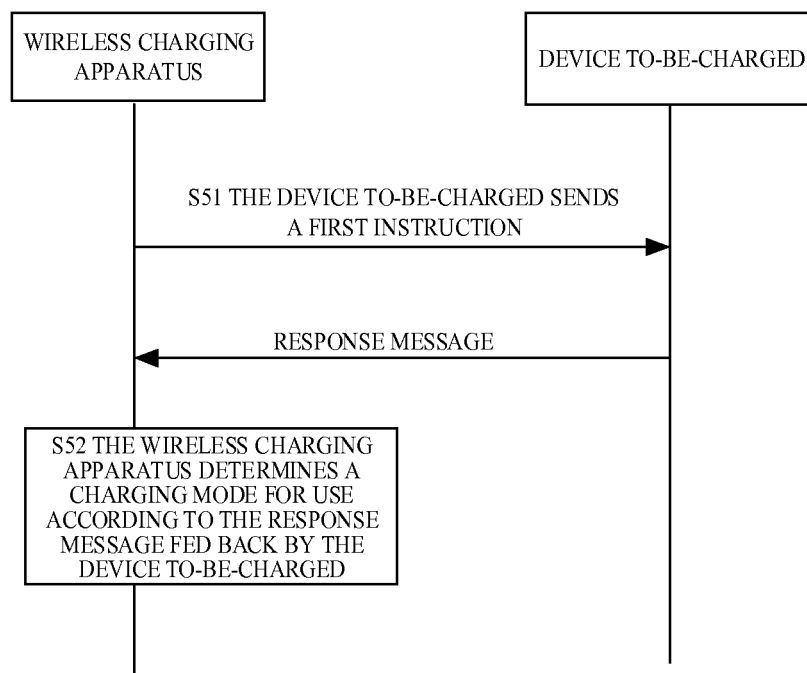 WIRELESS CHARGING
APPARATUS
DEVICE TO-BE-CHARGED
S51 THE DEVICE TO-BE-CHARGED SENDS
A FIRST INSTRUCTION
RESPONSE MESSAGE
S52 THE WIRELESS CHARGING
APPARATUS DETERMINES A
CHARGING MODE FOR USE
ACCORDING TO THE RESPONSE
MESSAGE FED BACK BY THE
DEVICE TO-BE-CHARGED